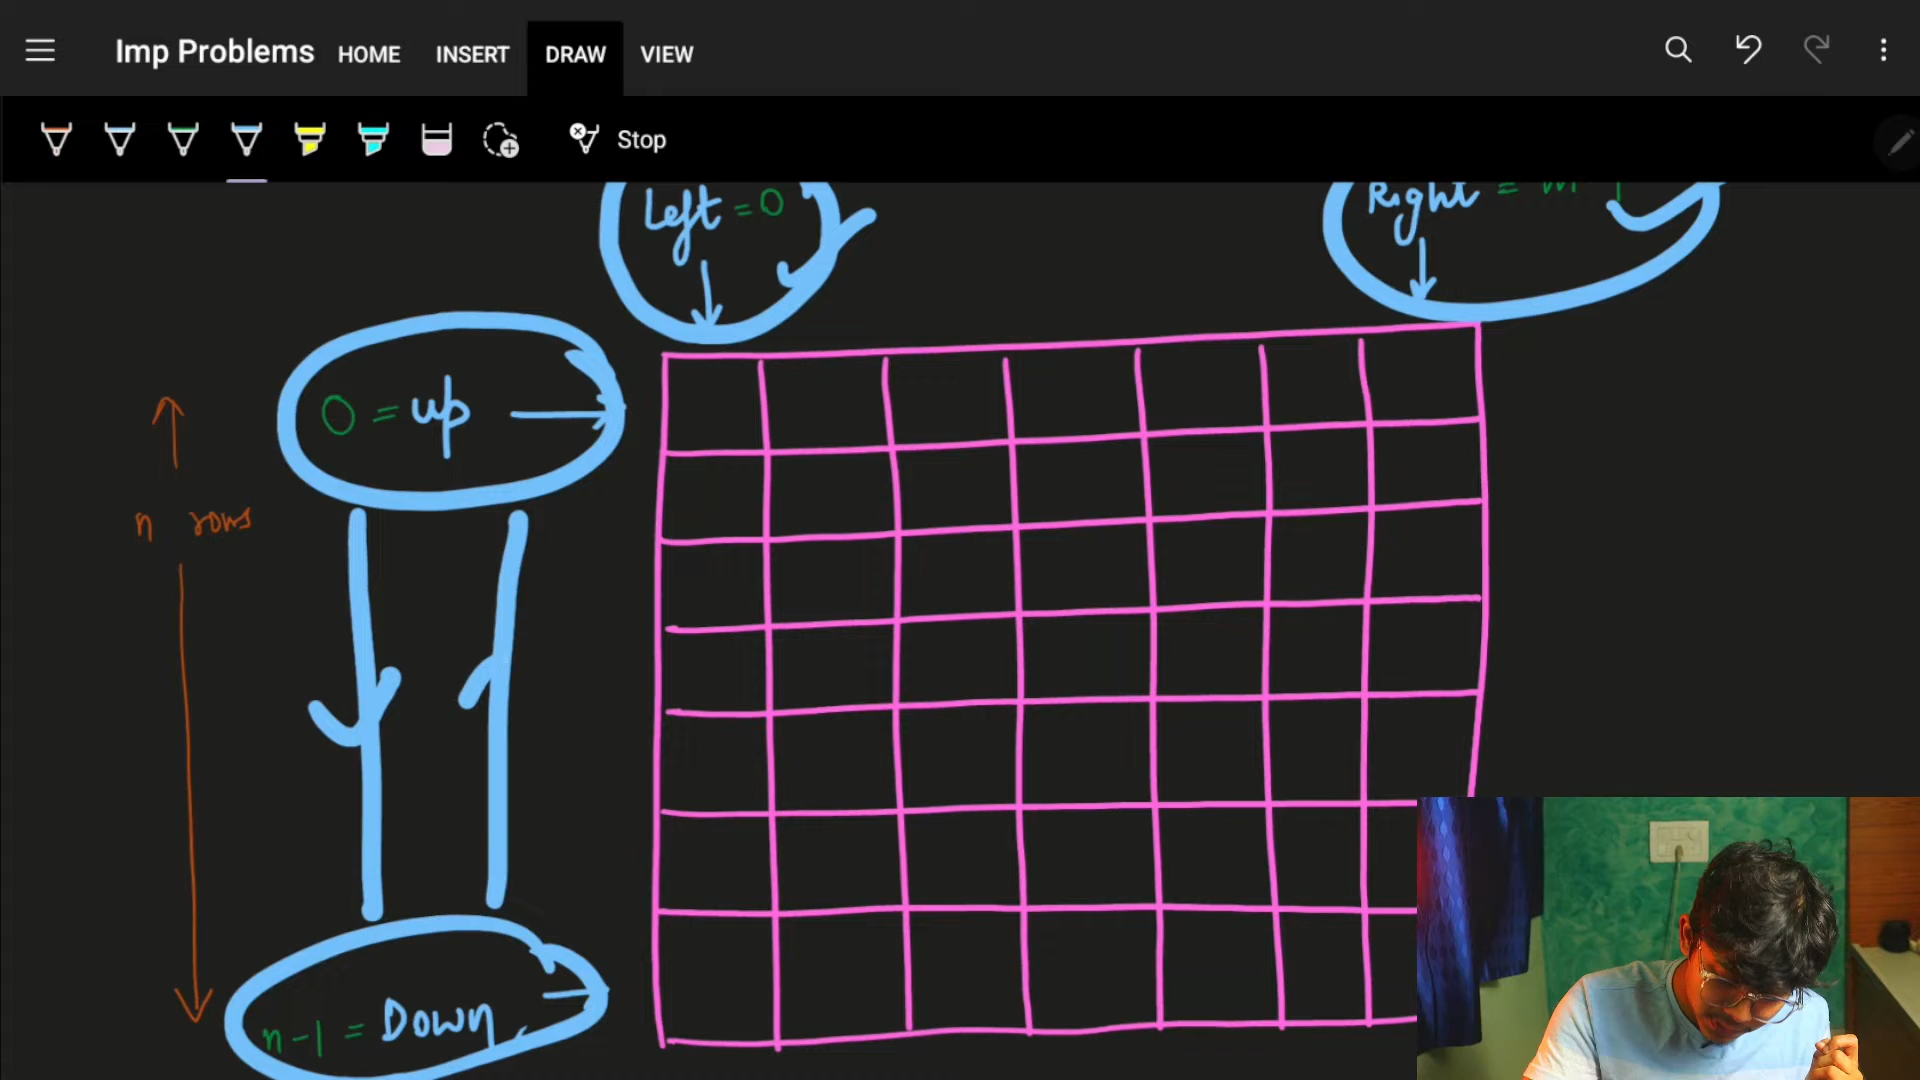 Imp Problems HOME INSERT DRAW VIEW
Stop
Left = 0
Right =
0 = up
n rows
n-1 = Down